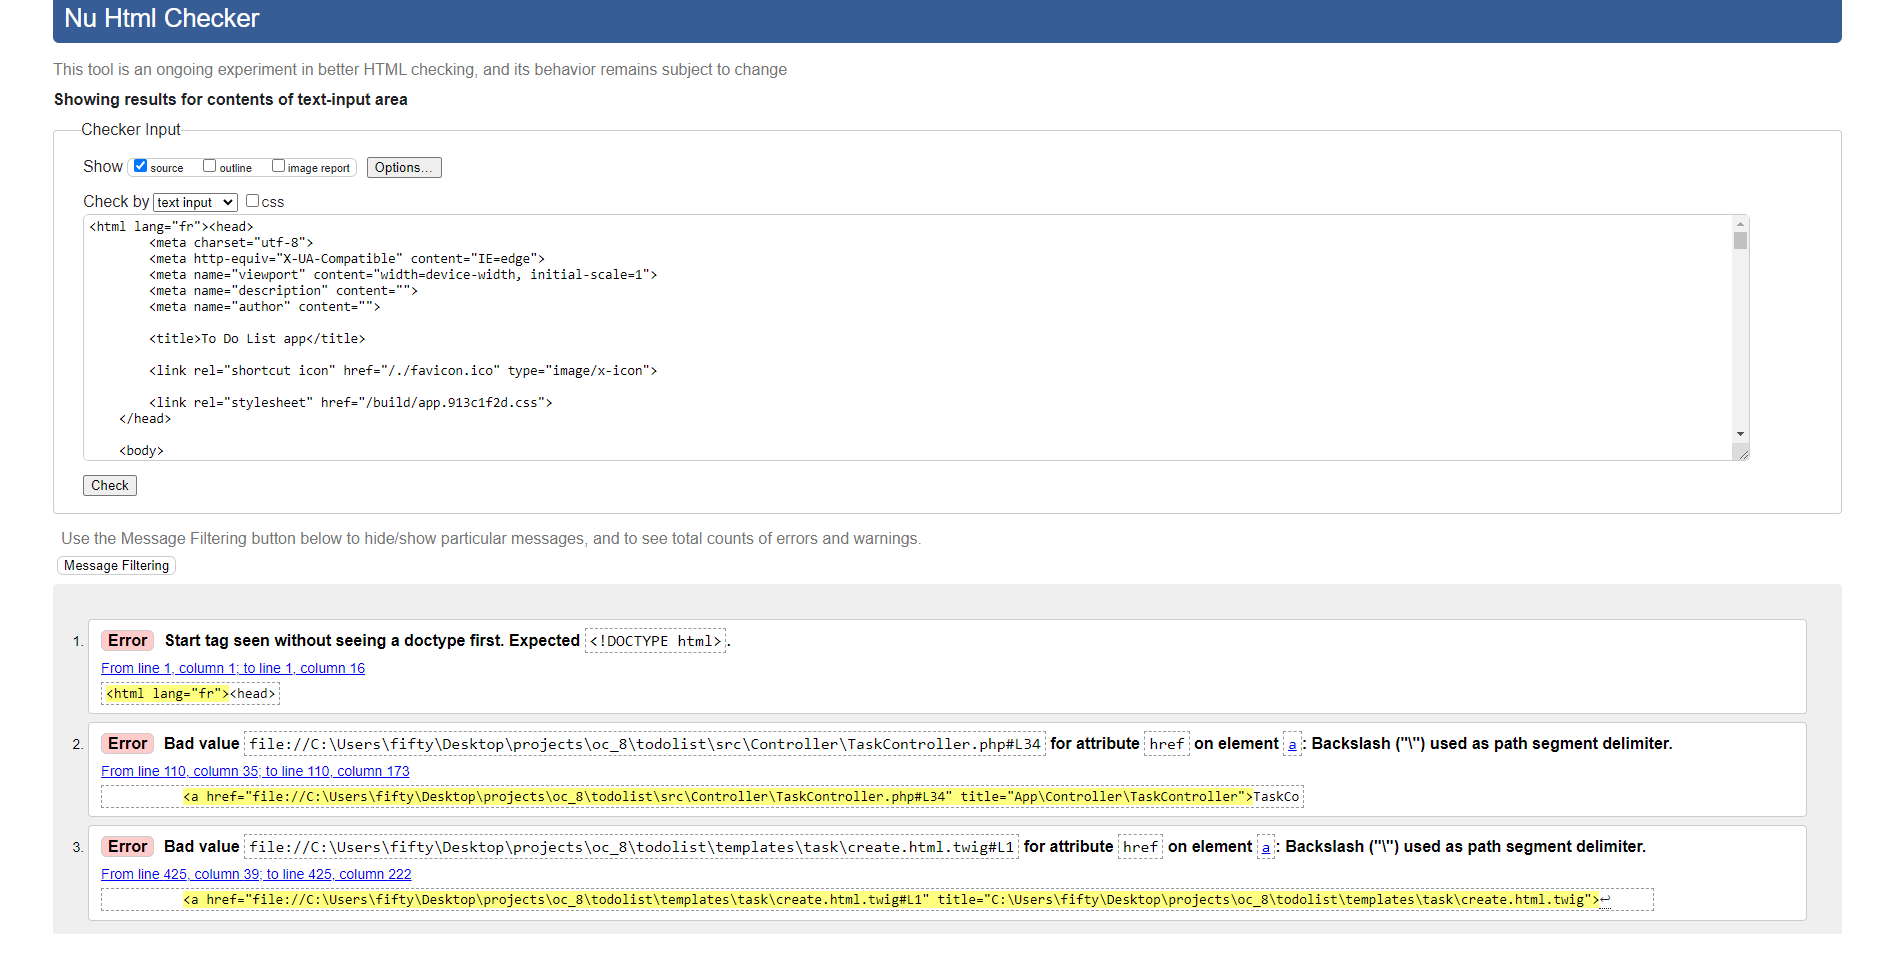 Nu Html Checker
This tool is an ongoing experiment in better HTML checking, and its behavior remains subject to change
Showing results for contents of text-input area
Checker Input
Show source outline image report Options...
Check by text input css
<html lang="fr"><head>
<meta charset="utf-8">
<meta http-equiv="X-UA-Compatible" content="IE=edge">
<meta name="viewport" content="width=device-width, initial-scale=1">
<meta name="description" content="">
<meta name="author" content="">
<title>To Do List app</title>
<link rel="shortcut icon" href="/./favicon.ico" type="image/x-icon">
<link rel="stylesheet" href="/build/app.913c1f2d.css">
</head>
<body>
Check
Use the Message Filtering button below to hide/show particular messages, and to see total counts of errors and warnings.
Message Filtering
1. Error Start tag seen without seeing a doctype first. Expected <!DOCTYPE html>.
From line 1, column 1; to line 1, column 16
<html lang="fr"><head>
2. Error Bad value file://C:\Users\fifty\Desktop\projects\oc_8\todolist\src\Controller\TaskController.php#L34 for attribute href on element a: Backslash ("\") used as path segment delimiter.
From line 110, column 35; to line 110, column 173
<a href="file://C:\Users\fifty\Desktop\projects\oc_8\todolist\src\Controller\TaskController.php#L34" title="App\Controller\TaskController">TaskCo
3. Error Bad value file://C:\Users\fifty\Desktop\projects\oc_8\todolist\templates\task\create.html.twig#L1 for attribute href on element a: Backslash ("\") used as path segment delimiter.
From line 425, column 39; to line 425, column 222
<a href="file://C:\Users\fifty\Desktop\projects\oc_8\todolist\templates\task\create.html.twig#L1" title="C:\Users\fifty\Desktop\projects\oc_8\todolist\templates\task\create.html.twig">↩